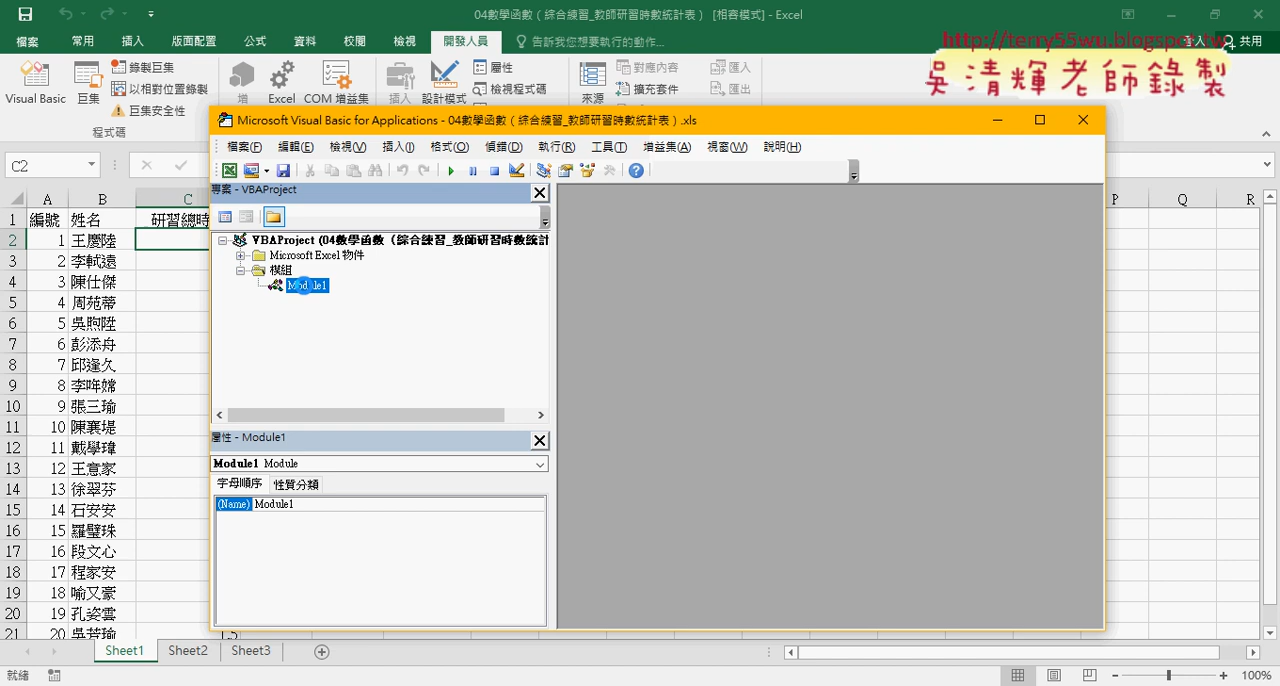 04數學函數（綜合練習_教師研習時數統計表） [相容模式] - Excel
檔案 常用 插入 版面配置 公式 資料 校閱 檢視 開發人員 告訴我您想要執行的動作... 登入 共用
http://terry55wu.blogspot.tw
吳清輝老師錄製
Visual Basic 巨集 錄製巨集 以相對位置錄製 巨集安全性 程式碼
增 Excel COM 增益集 插入 設計模式 屬性 檢視程式碼 來源 對應內容 擴充套件 匯入 匯出
Microsoft Visual Basic for Applications - 04數學函數（綜合練習_教師研習時數統計表）.xls
檔案(F) 編輯(E) 檢視(V) 插入(I) 格式(O) 偵錯(D) 執行(R) 工具(T) 增益集(A) 視窗(W) 說明(H)
C2
專案 - VBAProject
VBAProject (04數學函數（綜合練習_教師研習時數統計
Microsoft Excel 物件
模組
Module1
屬性 - Module1
Module1 Module
字母順序 性質分類
(Name) Module1
A B C P Q R
1 編號 姓名 研習總時
2 1 王慶陸
3 2 李軾遠
4 3 陳仕傑
5 4 周苑蒂
6 5 吳煦陞
7 6 彭添舟
8 7 邱逢久
9 8 李哞嫦
10 9 張三瑜
11 10 陳襄堤
12 11 戴學瑋
13 12 王意家
14 13 徐翠芬
15 14 石安安
16 15 羅璧珠
17 16 段文心
18 17 程家安
19 18 喻又豪
20 19 孔姿雲
21 20 吳芳瑜 1.5
Sheet1 Sheet2 Sheet3
就緒 100%